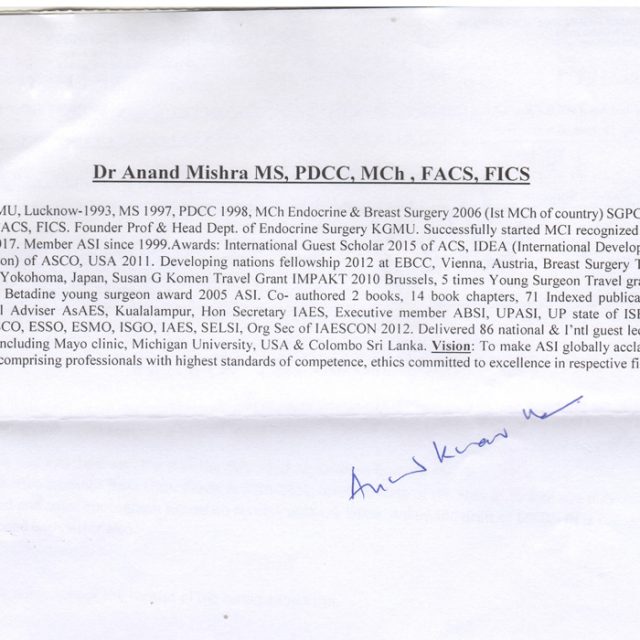 Dr Anand Mishra MS, PDCC, MCh , FACS, FICS
MU, Lucknow-1993, MS 1997, PDCC 1998, MCh Endocrine & Breast Surgery 2006 (Ist MCh of country) SGPG
FACS, FICS. Founder Prof & Head Dept. of Endocrine Surgery KGMU. Successfully started MCI recognized
017. Member ASI since 1999.Awards: International Guest Scholar 2015 of ACS, IDEA (International Develop
on) of ASCO, USA 2011. Developing nations fellowship 2012 at EBCC, Vienna, Austria, Breast Surgery T
Yokohoma, Japan, Susan G Komen Travel Grant IMPAKT 2010 Brussels, 5 times Young Surgeon Travel gra
Betadine young surgeon award 2005 ASI. Co- authored 2 books, 14 book chapters, 71 Indexed publica
l Adviser AsAES, Kualalampur, Hon Secretary IAES, Executive member ABSI, UPASI, UP state of ISH
CO, ESSO, ESMO, ISGO, IAES, SELSI, Org Sec of IAESCON 2012. Delivered 86 national & I'ntl guest lec
ncluding Mayo clinic, Michigan University, USA & Colombo Sri Lanka. Vision: To make ASI globally accla
comprising professionals with highest standards of competence, ethics committed to excellence in respective fi
Anand Kumar